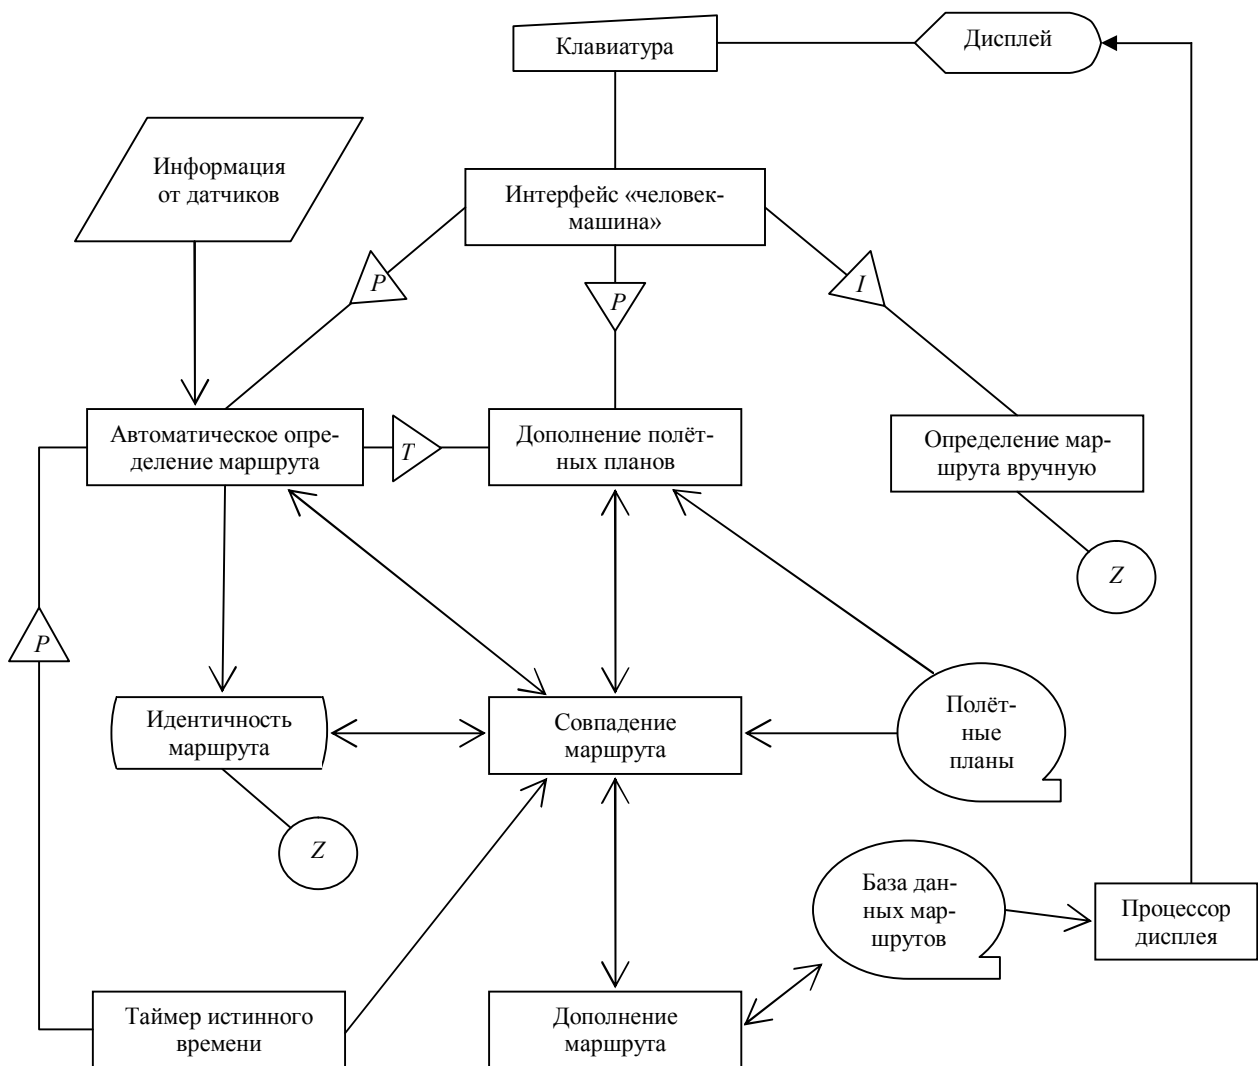 Клавиатура
Дисплей
Информация
от датчиков
Интерфейс «человек-
машина»
P
P
I
Автоматическое опре-
деление маршрута
T
Дополнение полёт-
ных планов
Определение мар-
шрута вручную
Z
P
Идентичность
маршрута
Совпадение
маршрута
Полёт-
ные
планы
Z
База дан-
ных мар-
шрутов
Процессор
дисплея
Таймер истинного
времени
Дополнение
маршрута